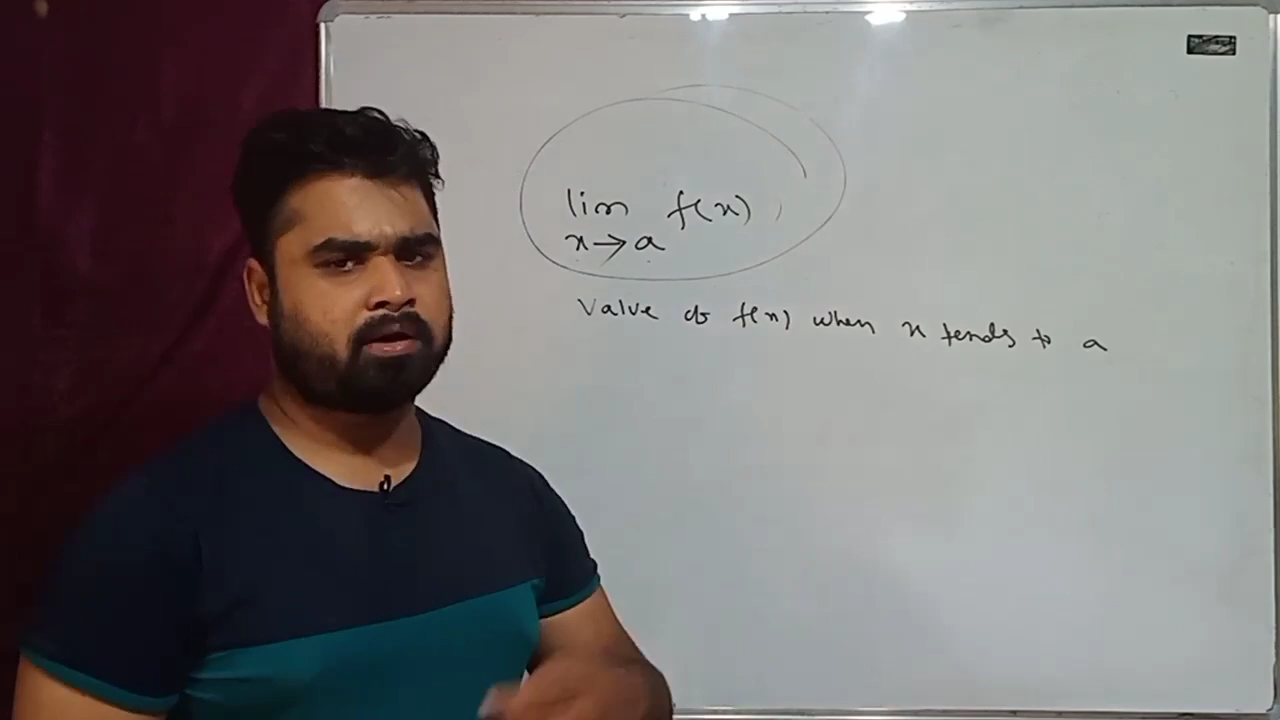 lim f(x)
x→a
Value of f(x) when x tends to a